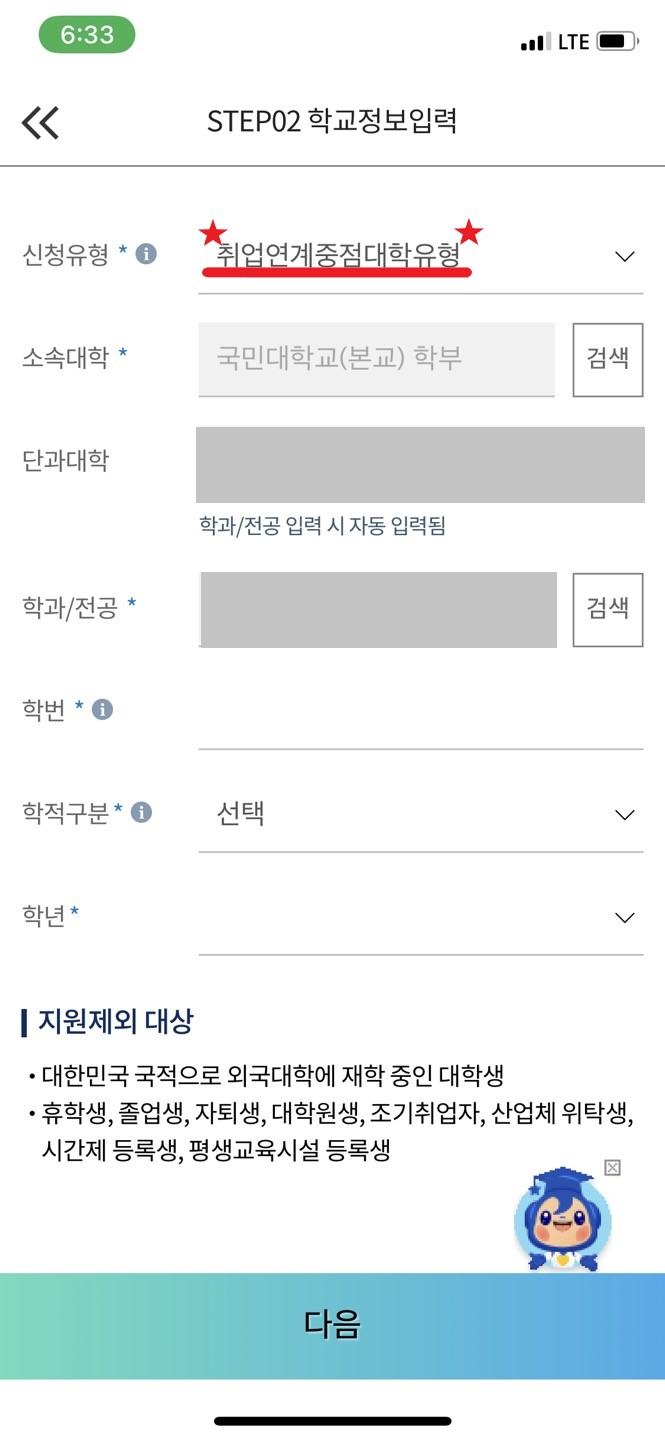 6:33
LTE
STEP02 학교정보입력
신청유형 * i
취업연계중점대학유형
소속대학 *
국민대학교(본교) 학부
검색
단과대학
학과/전공 입력 시 자동 입력됨
학과/전공 *
검색
학번 * i
학적구분 * i
선택
학년 *
지원제외 대상
• 대한민국 국적으로 외국대학에 재학 중인 대학생
• 휴학생, 졸업생, 자퇴생, 대학원생, 조기취업자, 산업체 위탁생,
시간제 등록생, 평생교육시설 등록생
다음